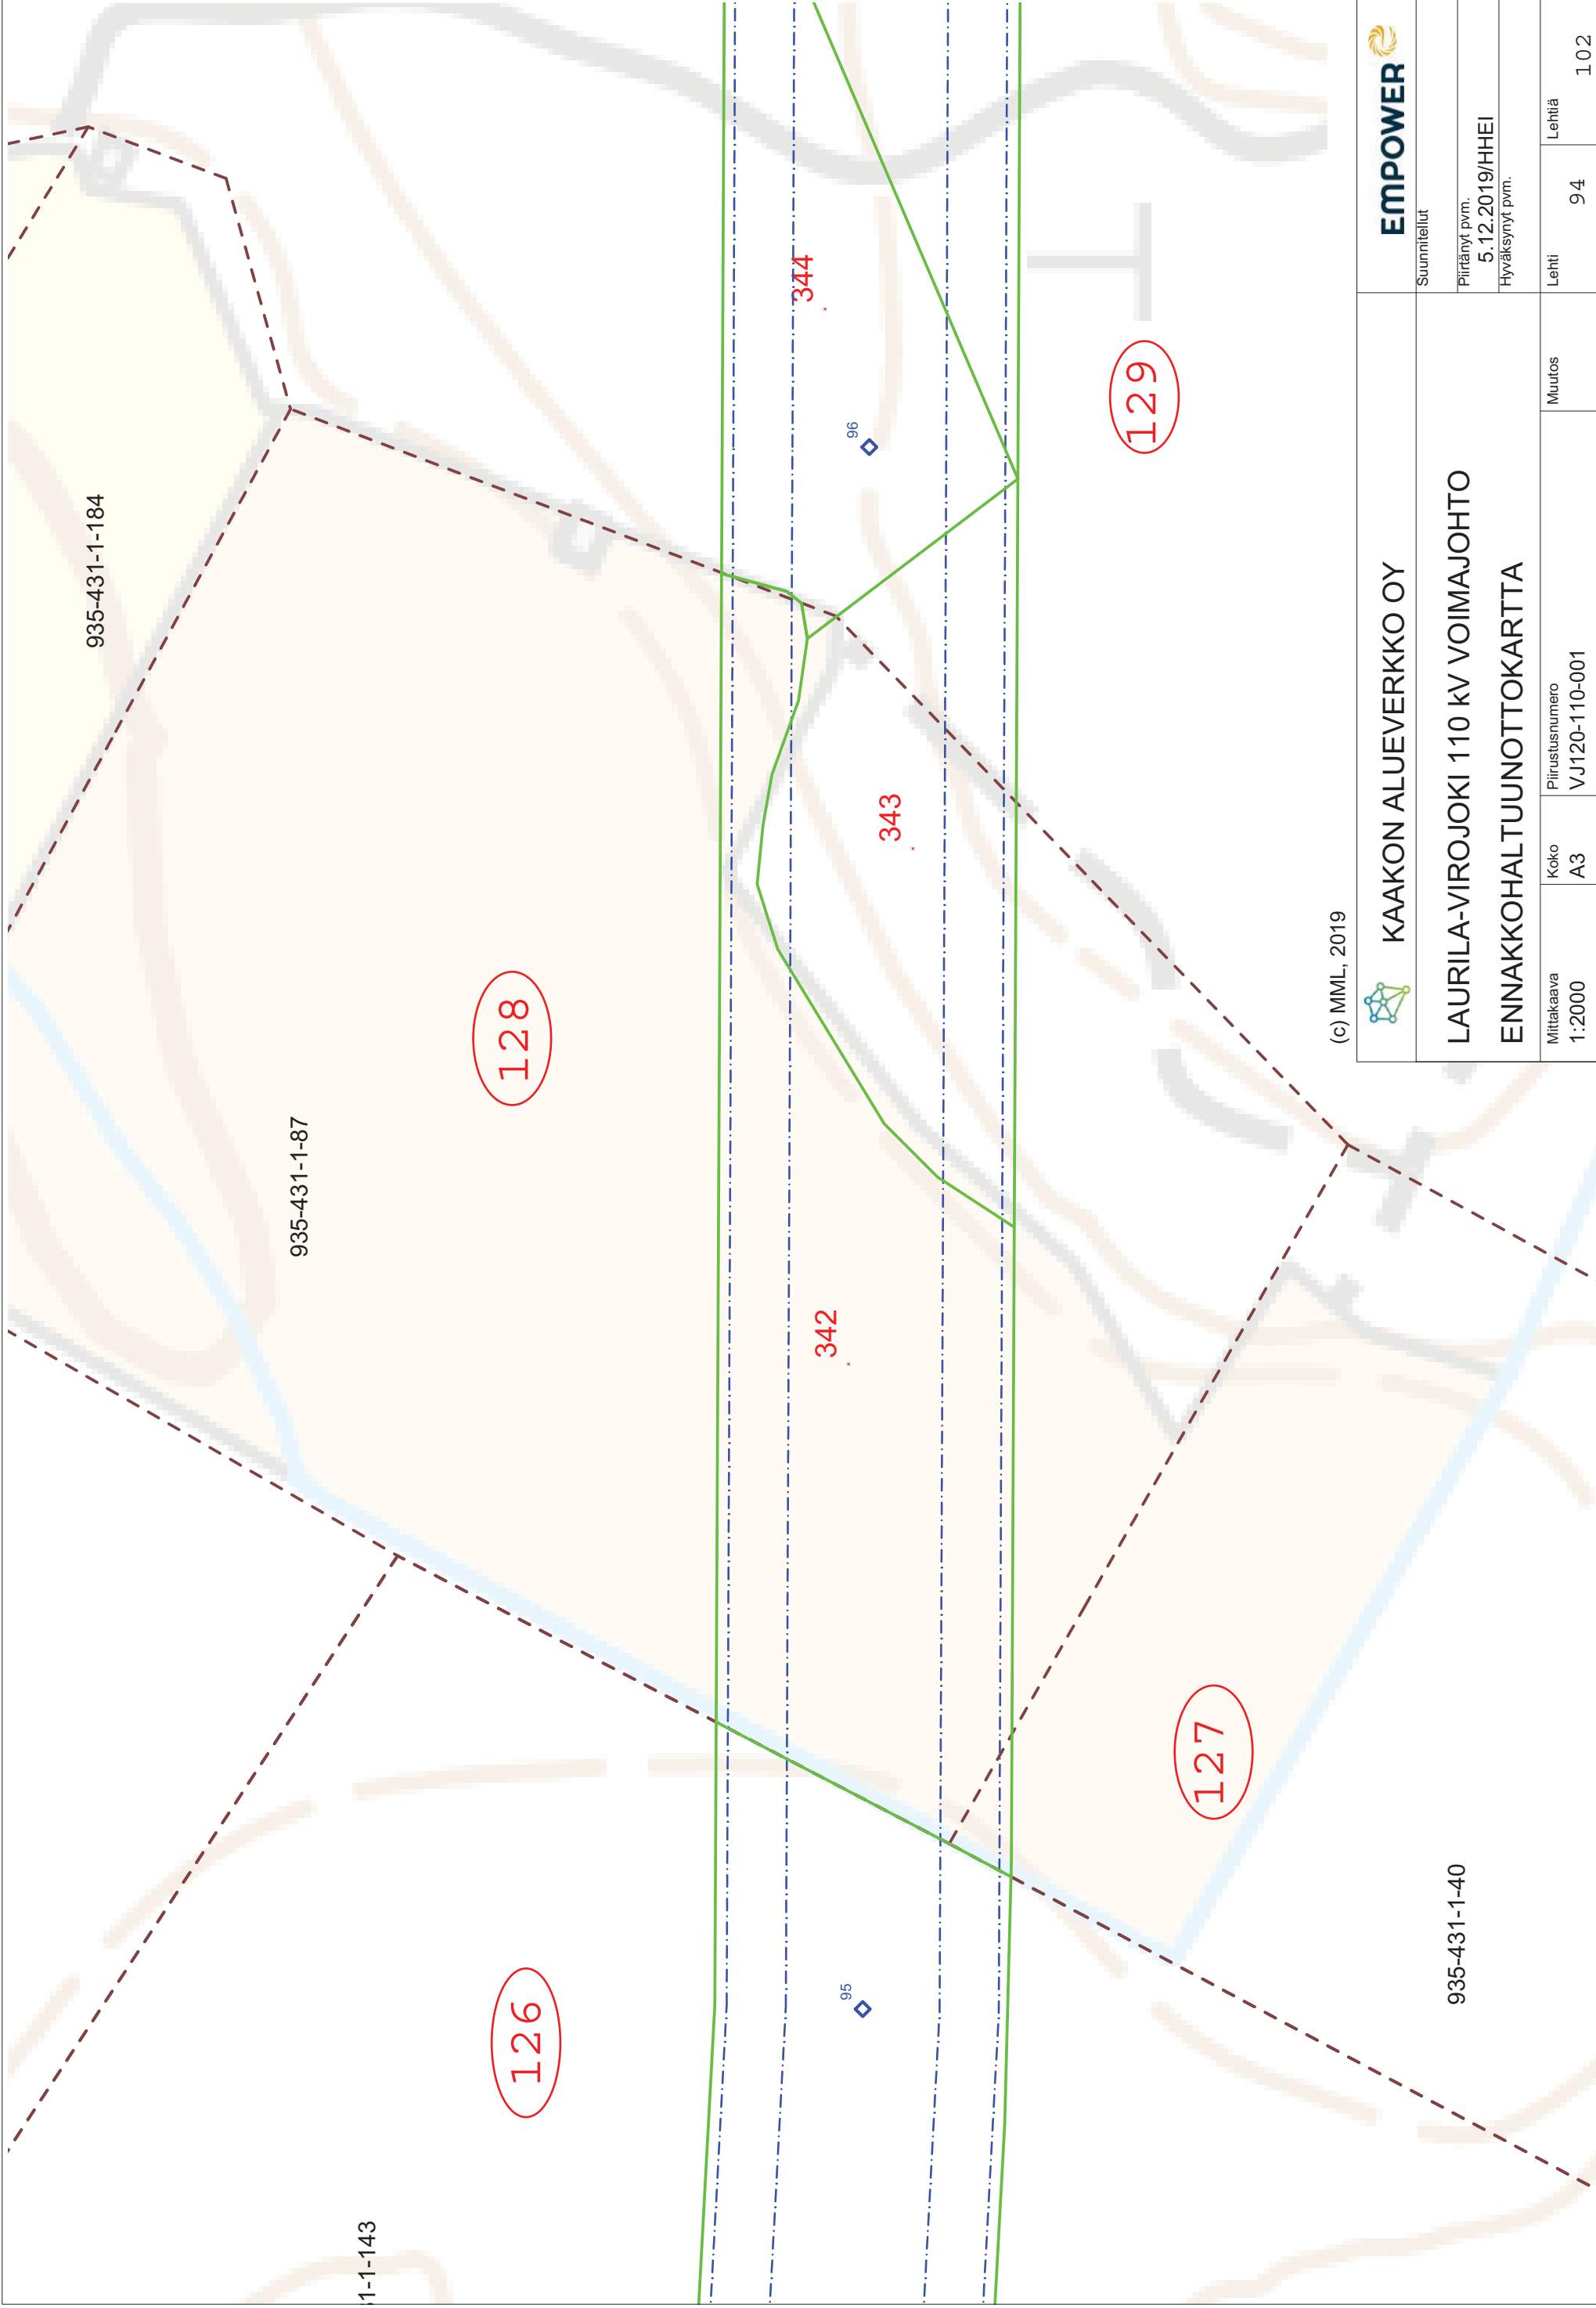 935-431-1-184
935-431-1-87
31-1-143
128
126
344
342
343
96
95
129
127
935-431-1-40
(c) MML, 2019
KAAKON ALUEVERKKO OY
EMPOWER
LAURILA-VIROJOKI 110 kV VOIMAJOHTO
ENNAKKOHALTUUNOTTOKARTTA
Suunnitellut
Piirtänyt pvm.
5.12.2019/HHEI
Hyväksynyt pvm.
Mittakaava Koko Piirustusnumero Muutos Lehti Lehtiä
1:2000 A3 VJ120-110-001 94 102